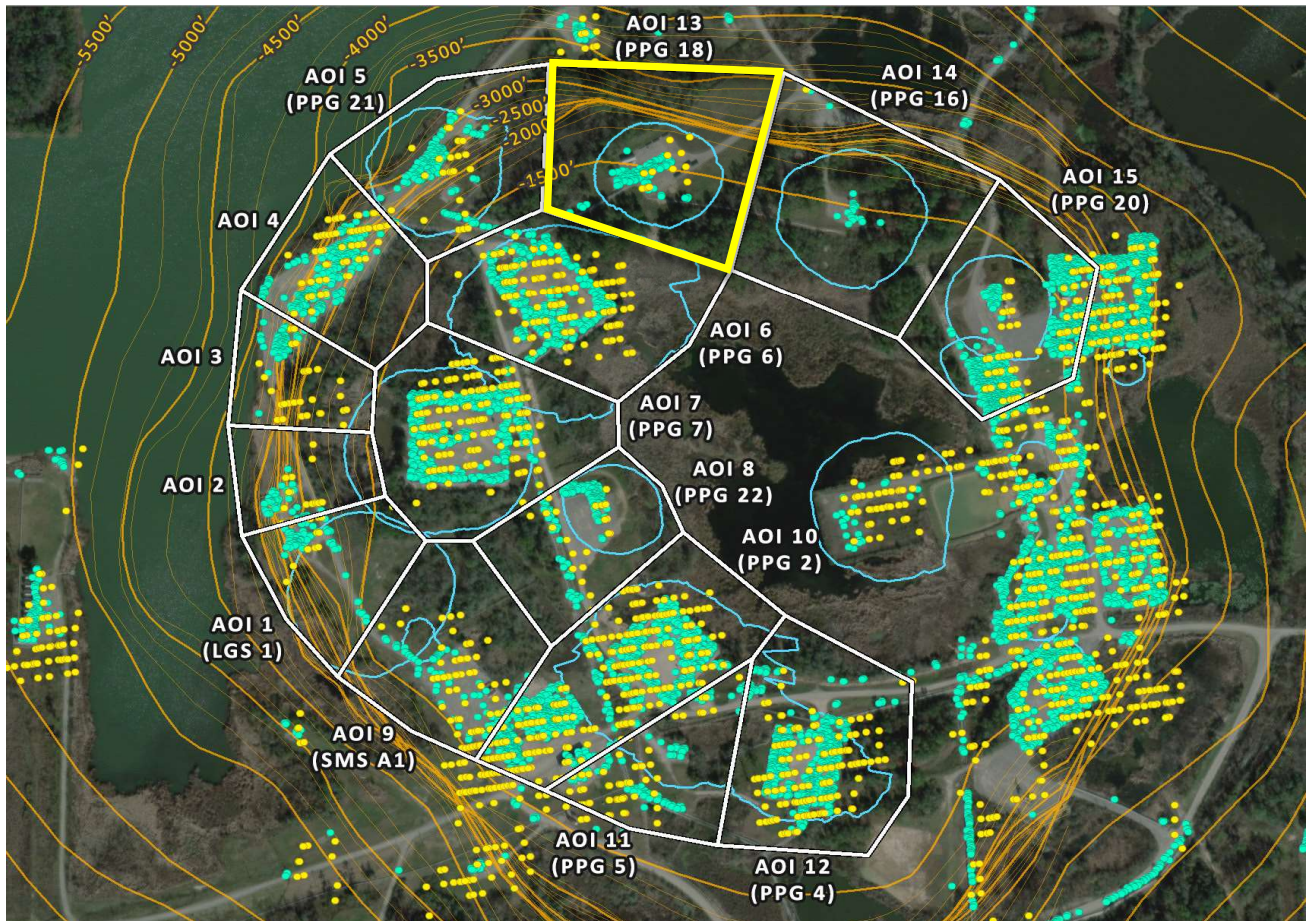 -5500'
-5000'
-4500'
-4000'
-3500'
-3000'
-2500'
-2000'
-1500'
AOI 13
(PPG 18)
AOI 5
(PPG 21)
AOI 14
(PPG 16)
AOI 15
(PPG 20)
AOI 4
AOI 3
AOI 6
(PPG 6)
AOI 7
(PPG 7)
AOI 2
AOI 8
(PPG 22)
AOI 10
(PPG 2)
AOI 1
(LGS 1)
AOI 9
(SMS A1)
AOI 11
(PPG 5)
AOI 12
(PPG 4)